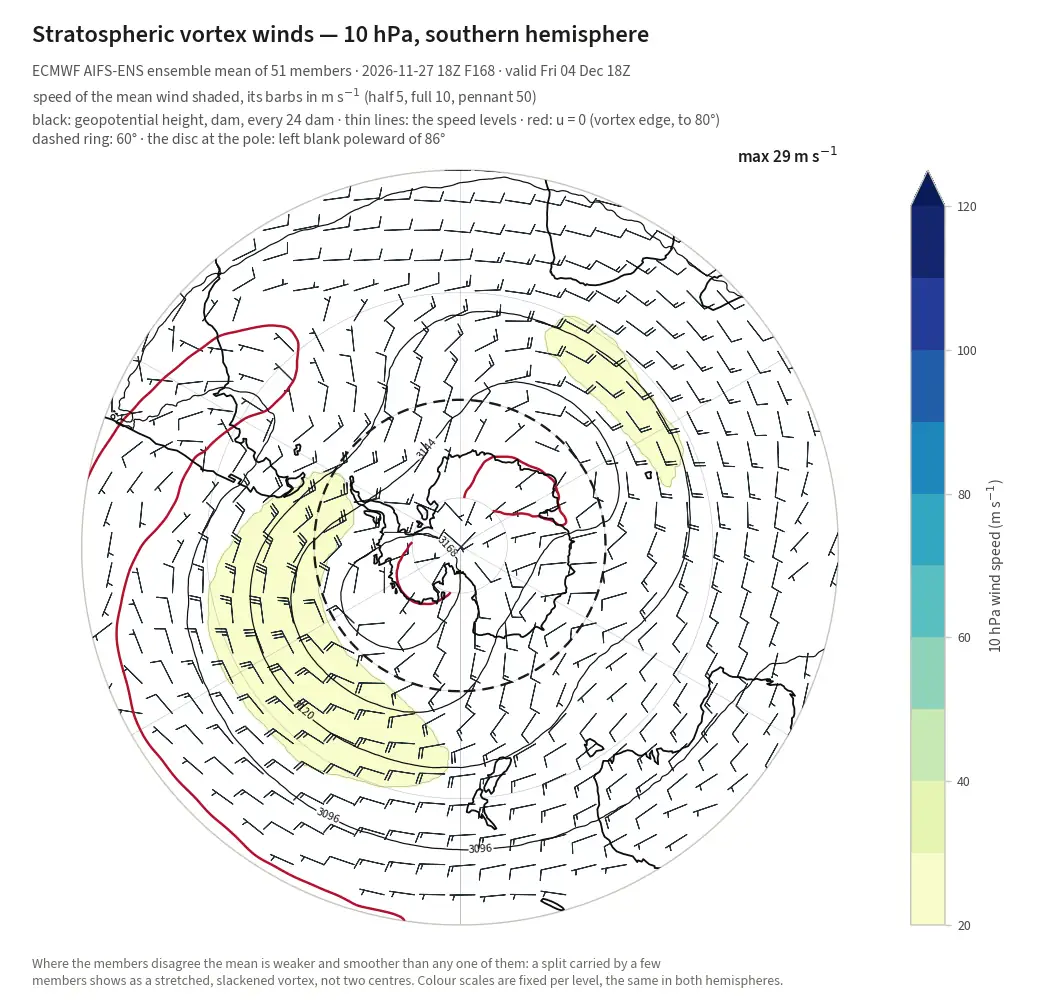 Stratospheric vortex winds — 10 hPa, southern hemisphere
ECMWF AIFS-ENS ensemble mean of 51 members · 2026-11-27 18Z F168 · valid Fri 04 Dec 18Z
speed of the mean wind shaded, its barbs in m s⁻¹ (half 5, full 10, pennant 50)
black: geopotential height, dam, every 24 dam · thin lines: the speed levels · red: u = 0 (vortex edge, to 80°)
dashed ring: 60° · the disc at the pole: left blank poleward of 86°
max 29 m s⁻¹
120
100
80
60
40
20
10 hPa wind speed (m s⁻¹)
3144
3168
3120
3096
3096
Where the members disagree the mean is weaker and smoother than any one of them: a split carried by a few
members shows as a stretched, slackened vortex, not two centres. Colour scales are fixed per level, the same in both hemispheres.